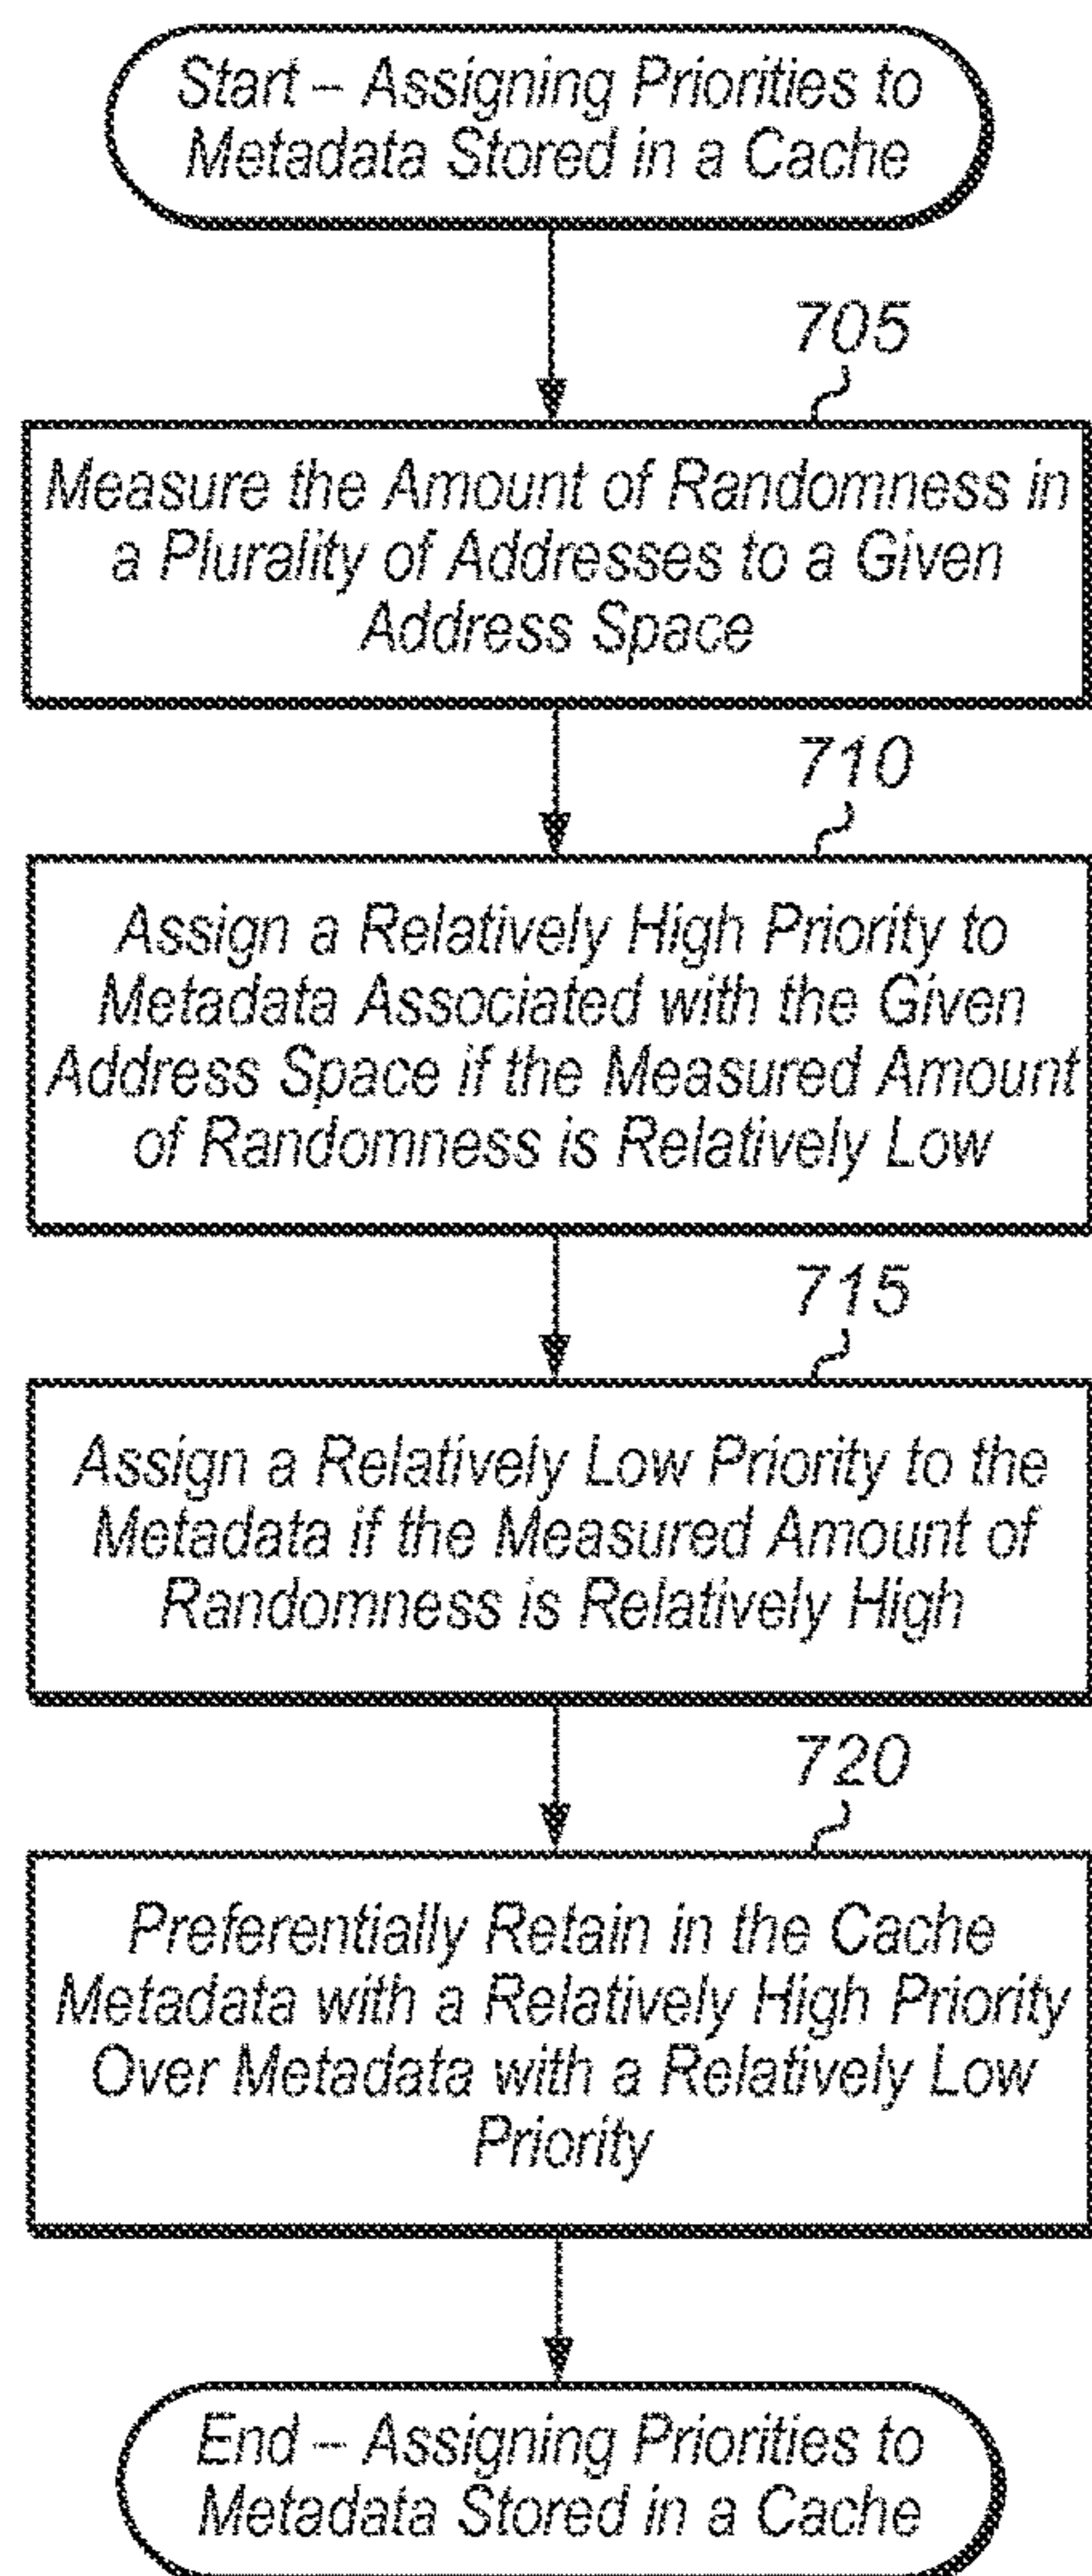 Start – Assigning Priorities to
Metadata Stored in a Cache
705
Measure the Amount of Randomness in
a Plurality of Addresses to a Given
Address Space
710
Assign a Relatively High Priority to
Metadata Associated with the Given
Address Space if the Measured Amount
of Randomness is Relatively Low
715
Assign a Relatively Low Priority to the
Metadata if the Measured Amount of
Randomness is Relatively High
720
Preferentially Retain in the Cache
Metadata with a Relatively High Priority
Over Metadata with a Relatively Low
Priority
End – Assigning Priorities to
Metadata Stored in a Cache